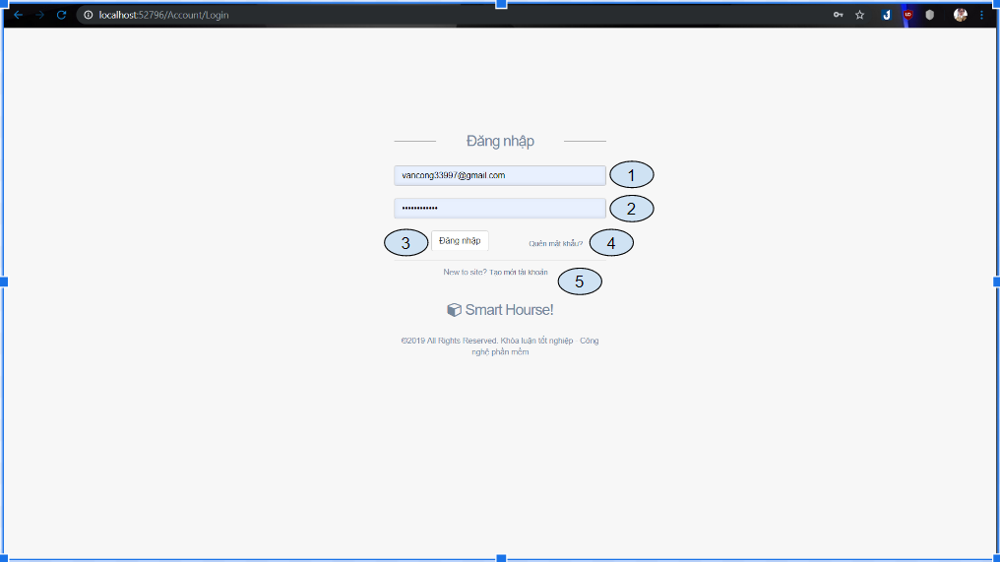 localhost:52796/Account/Login
Đăng nhập
vancong33997@gmail.com 1
•••••••••••• 2
3 Đăng nhập Quên mật khẩu? 4
New to site? Tạo mới tài khoản 5
Smart Hourse!
©2019 All Rights Reserved. Khóa luận tốt nghiệp - Công
nghệ phần mềm